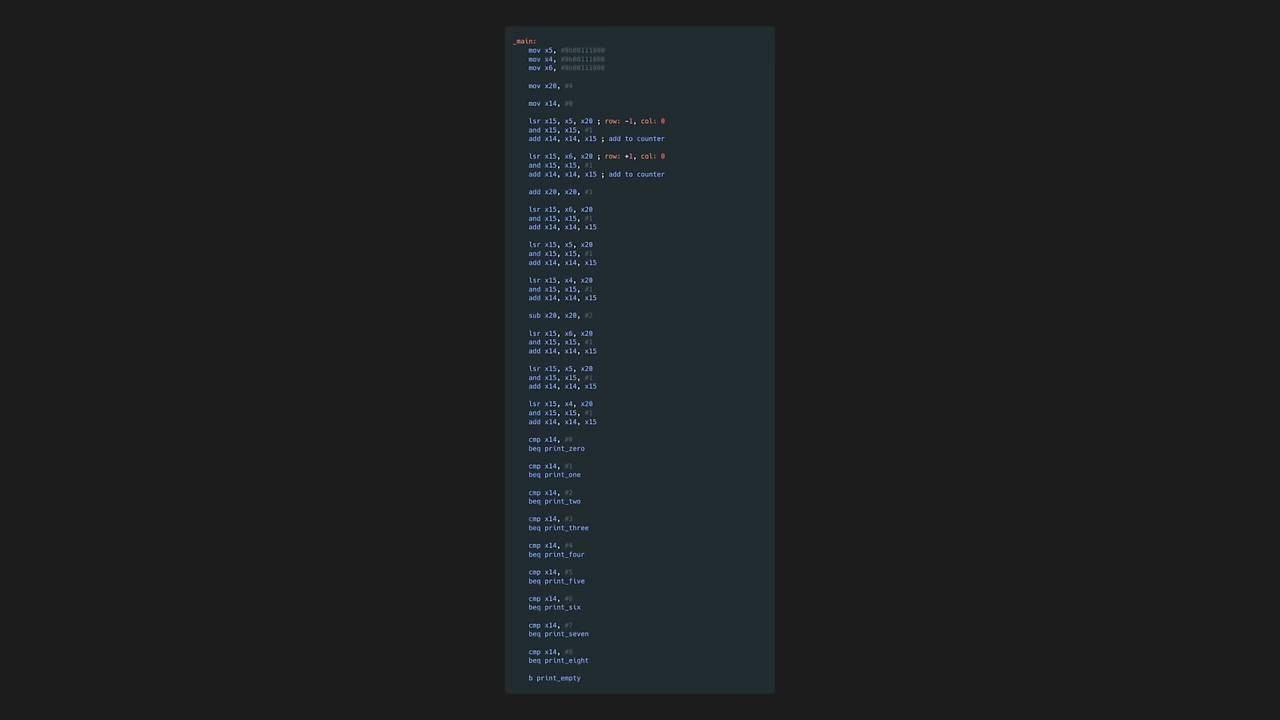 _main:
mov x5, #0b00111000
mov x4, #0b00111000
mov x6, #0b00111000
mov x20, #4
mov x14, #0
lsr x15, x5, x20 ; row: -1, col: 0
and x15, x15, #1
add x14, x14, x15 ; add to counter
lsr x15, x6, x20 ; row: +1, col: 0
and x15, x15, #1
add x14, x14, x15 ; add to counter
add x20, x20, #1
lsr x15, x6, x20
and x15, x15, #1
add x14, x14, x15
lsr x15, x5, x20
and x15, x15, #1
add x14, x14, x15
lsr x15, x4, x20
and x15, x15, #1
add x14, x14, x15
sub x20, x20, #2
lsr x15, x6, x20
and x15, x15, #1
add x14, x14, x15
lsr x15, x5, x20
and x15, x15, #1
add x14, x14, x15
lsr x15, x4, x20
and x15, x15, #1
add x14, x14, x15
cmp x14, #0
beq print_zero
cmp x14, #1
beq print_one
cmp x14, #2
beq print_two
cmp x14, #3
beq print_three
cmp x14, #4
beq print_four
cmp x14, #5
beq print_five
cmp x14, #6
beq print_six
cmp x14, #7
beq print_seven
cmp x14, #8
beq print_eight
b print_empty